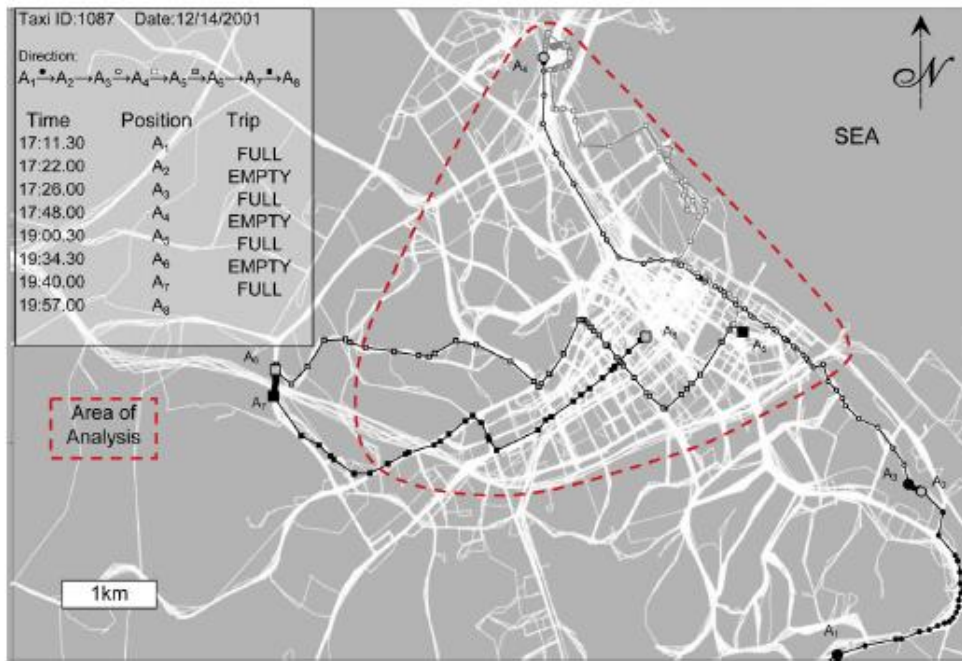 Taxi ID:1087 Date:12/14/2001
Direction:
A1→A2→A3→A4→A5→A6→A7→A8
Time Position Trip
17:11.30 A1
FULL
17:22.00 A2
EMPTY
17:26.00 A3
FULL
17:48.00 A4
EMPTY
19:00.30 A5
FULL
19:34.30 A6
EMPTY
19:40.00 A7
FULL
19:57.00 A8
N
SEA
A4
A8
A5
A6
A7
Area of
Analysis
A3
A1
1km